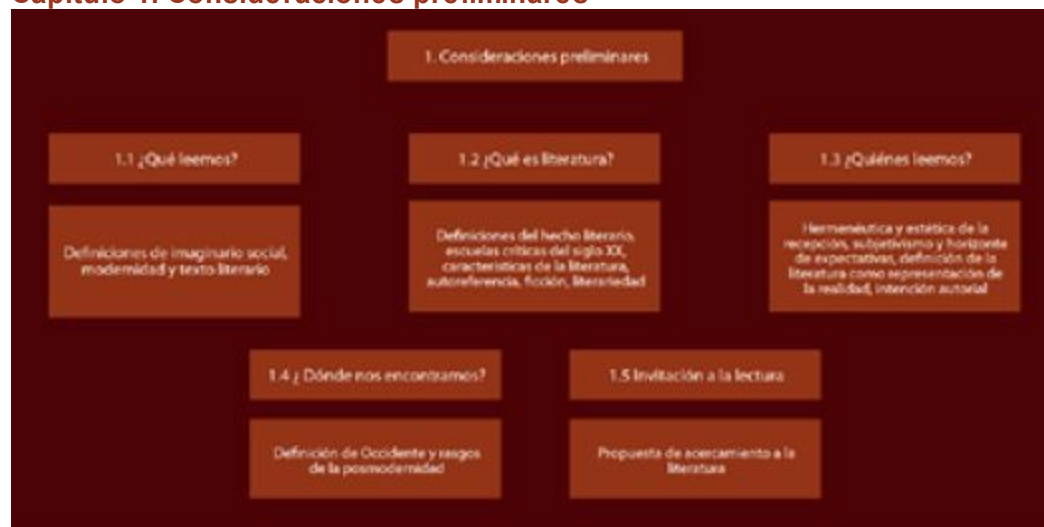 Capítulo 1. Consideraciones preliminares
1. Consideraciones preliminares
1.1 ¿Qué leemos?
Definiciones de imaginario social,
modernidad y texto literario
1.2 ¿Qué es literatura?
Definiciones del hecho literario,
escuelas críticas del siglo XX,
características de la literatura,
autoreferencia, ficción, literariedad
1.3 ¿Quiénes leemos?
Hermenéutica y estética de la
recepción, subjetivismo y horizonte
de expectativas, definición de la
literatura como representación de
la realidad, intención autorial
1.4 ¿ Dónde nos encontramos?
Definición de Occidente y rasgos
de la posmodernidad
1.5 Invitación a la lectura
Propuesta de acercamiento a la
literatura